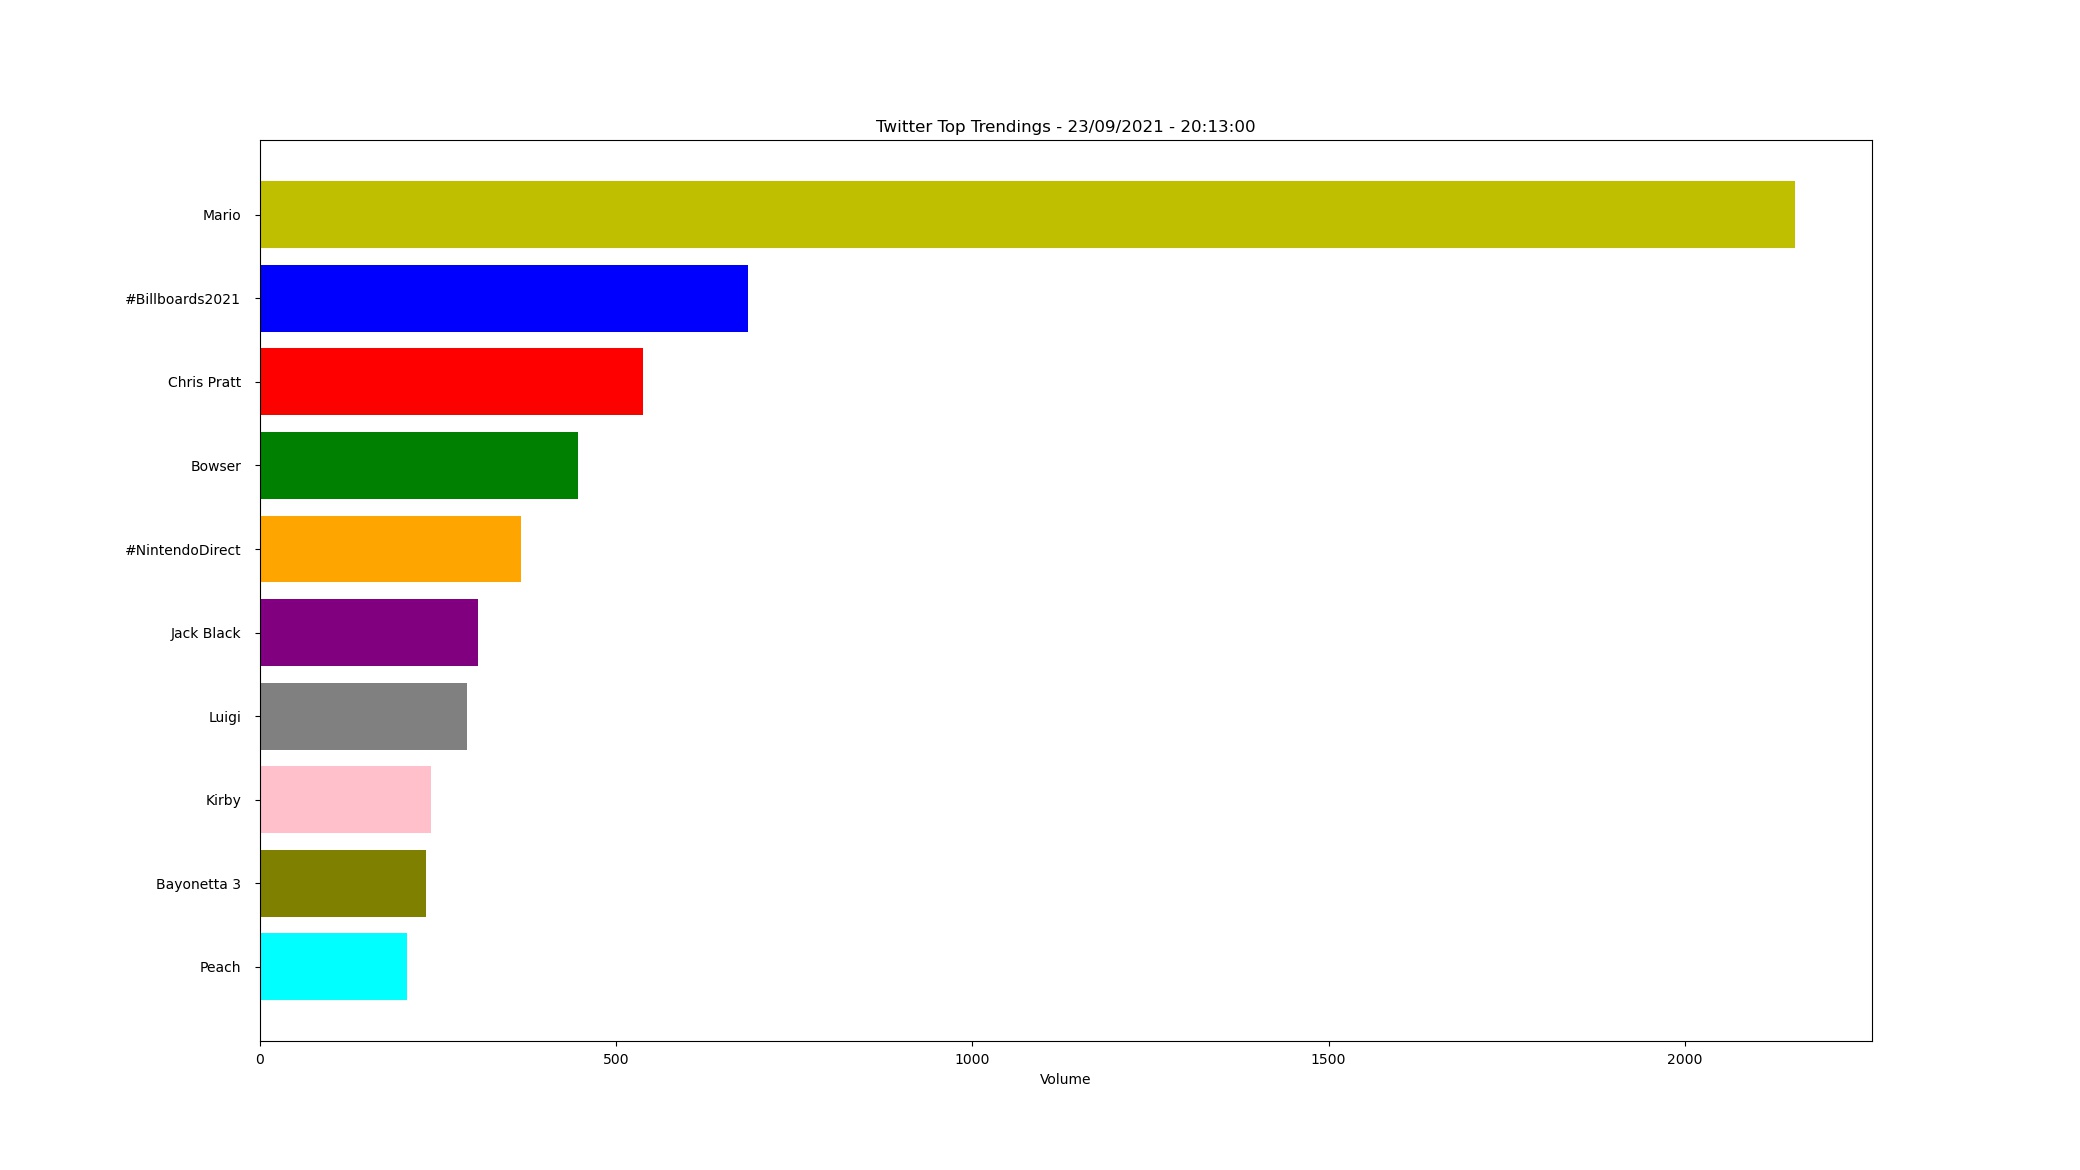 Twitter Top Trendings - 23/09/2021 - 20:13:00
Mario
#Billboards2021
Chris Pratt
Bowser
#NintendoDirect
Jack Black
Luigi
Kirby
Bayonetta 3
Peach
0 500 1000 1500 2000
Volume